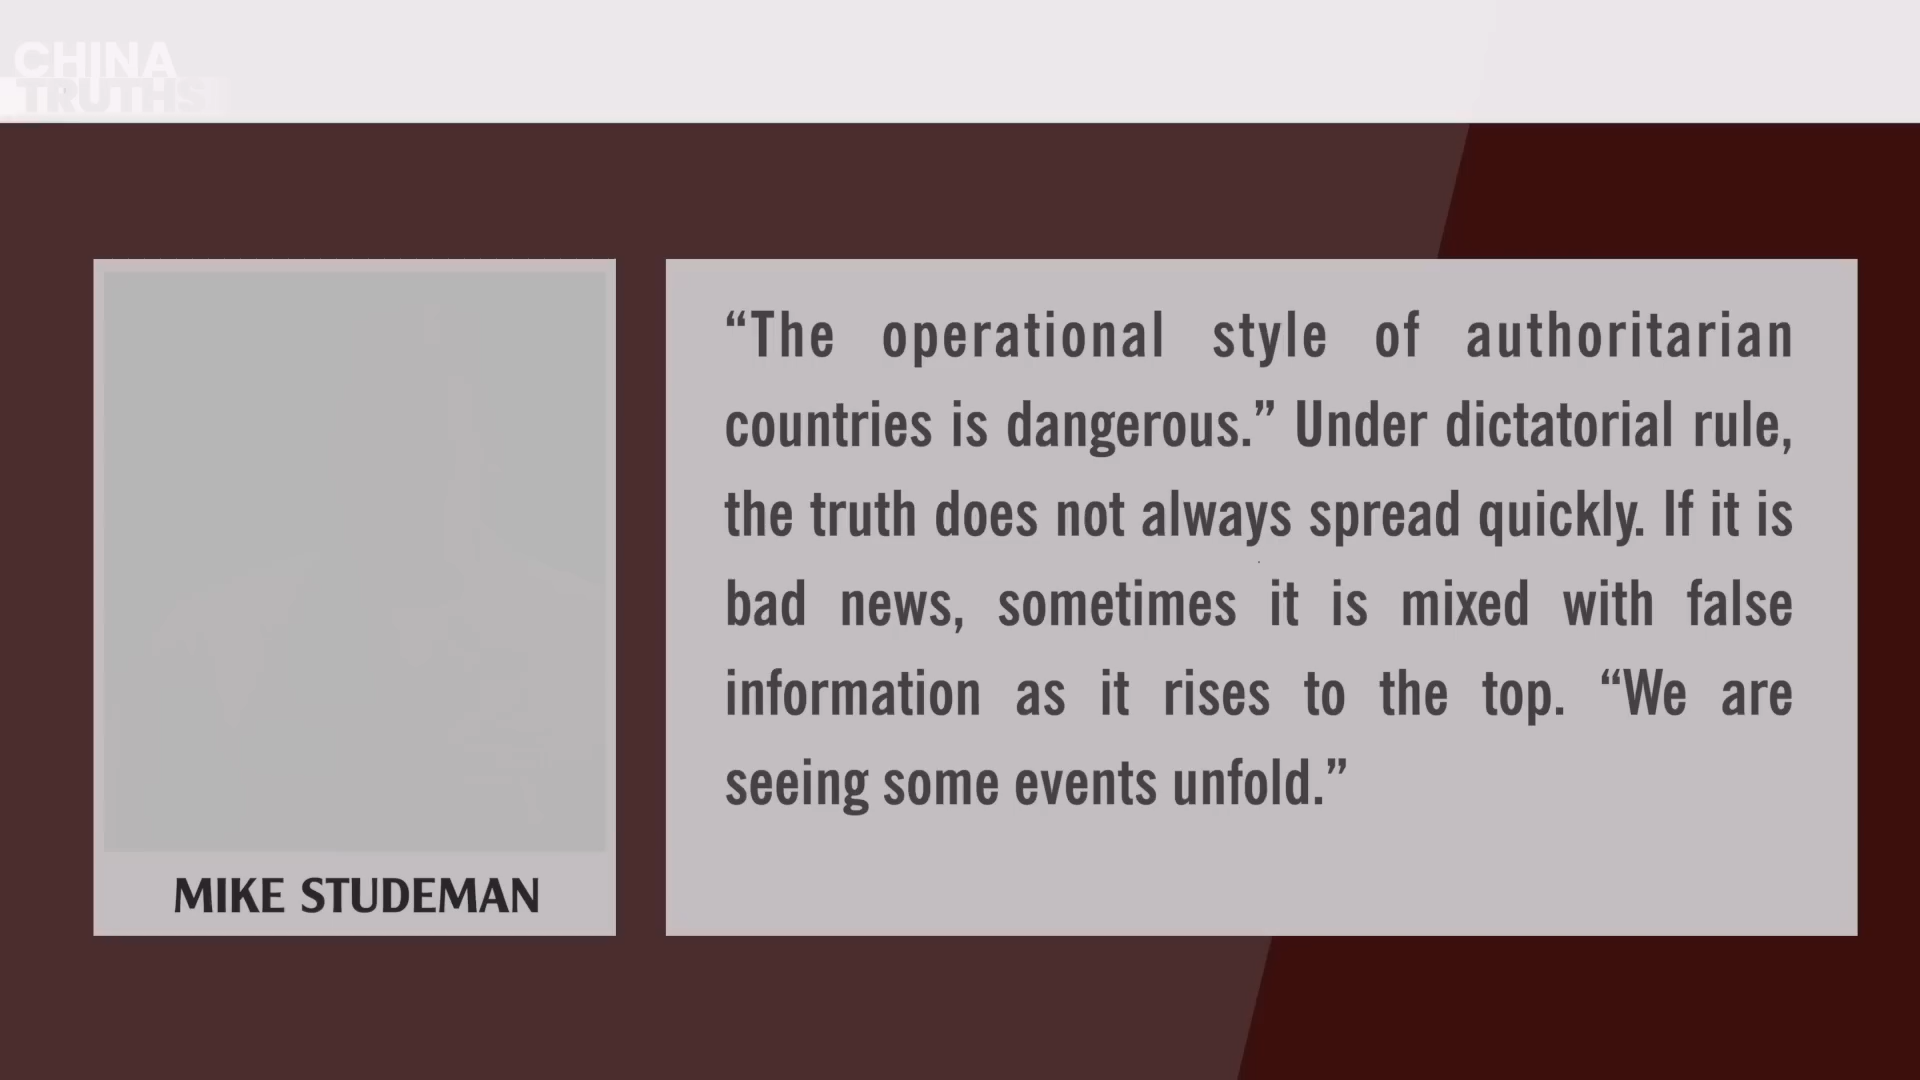 CHINA
TRUTHS
“The operational style of authoritarian
countries is dangerous.” Under dictatorial rule,
the truth does not always spread quickly. If it is
bad news, sometimes it is mixed with false
information as it rises to the top. “We are
seeing some events unfold.”
MIKE STUDEMAN